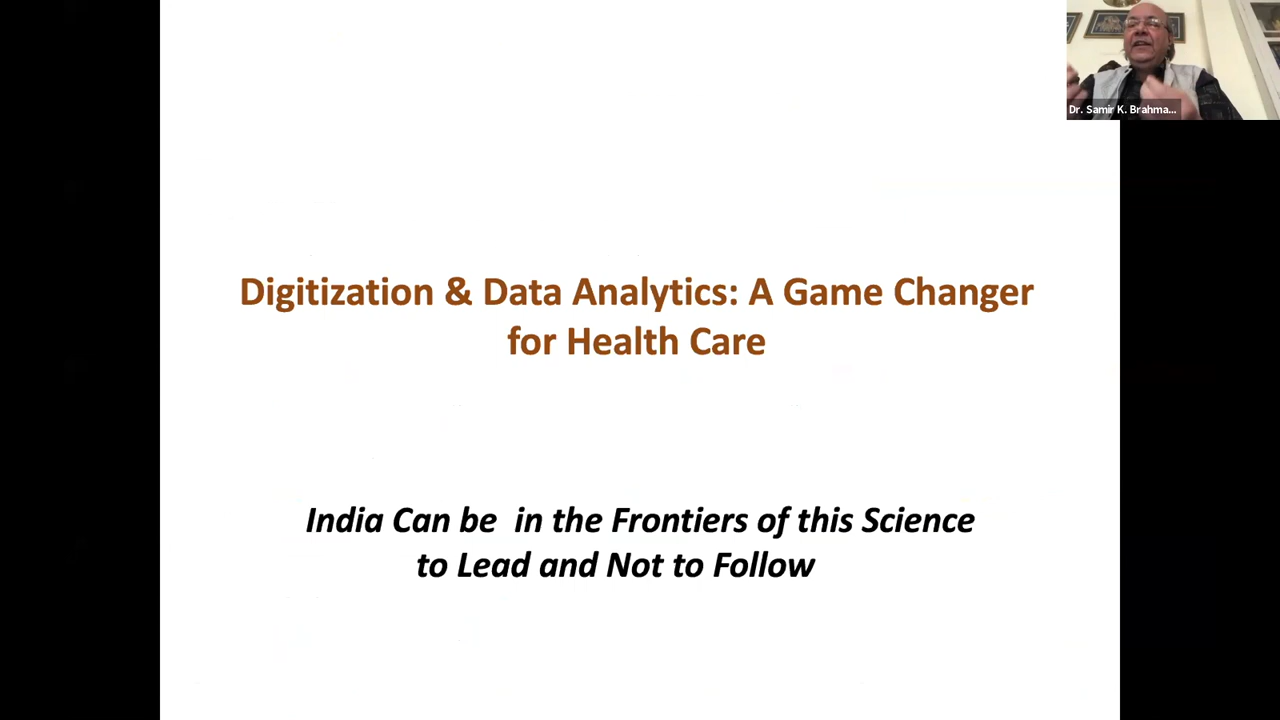 Dr. Samir K. Brahma...
Digitization & Data Analytics: A Game Changer
for Health Care
India Can be  in the Frontiers of this Science
to Lead and Not to Follow